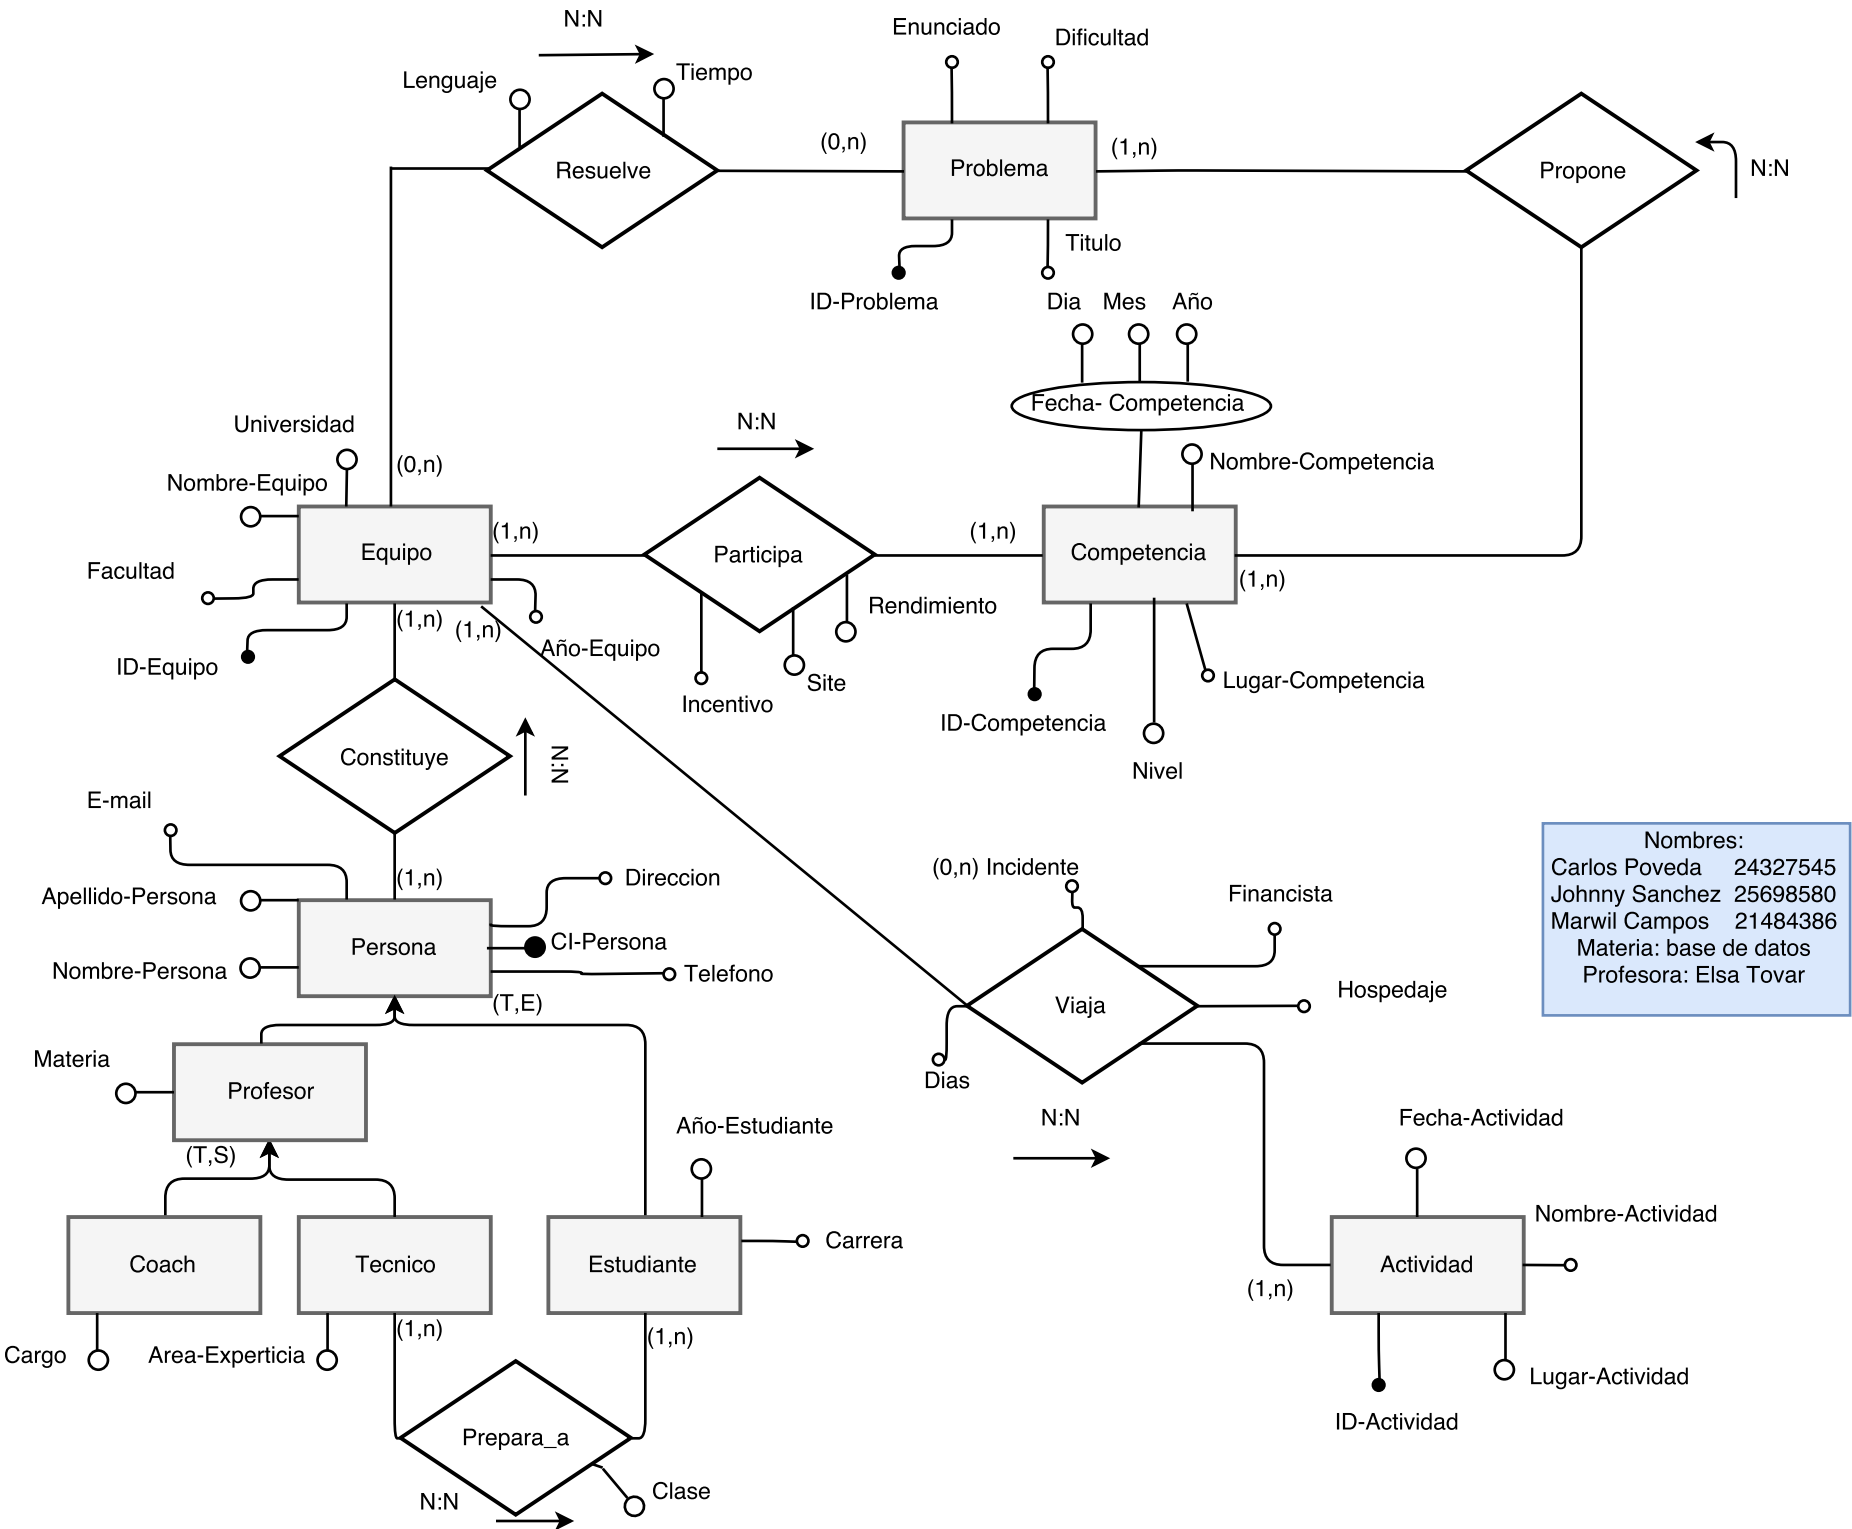 N:N
Enunciado
Dificultad
Lenguaje
Tiempo
Resuelve
(0,n)
Problema
(1,n)
Propone
N:N
Titulo
ID-Problema
Dia
Mes
Año
Fecha- Competencia
Universidad
N:N
Nombre-Equipo
(0,n)
Nombre-Competencia
(1,n)
Equipo
Participa
(1,n)
Competencia
Facultad
(1,n)
(1,n)
(1,n)
Rendimiento
Año-Equipo
ID-Equipo
Incentivo
Site
Lugar-Competencia
ID-Competencia
Constituye
N:N
Nivel
E-mail
Nombres:
Carlos Poveda 24327545
Johnny Sanchez 25698580
Marwil Campos 21484386
Materia: base de datos
Profesora: Elsa Tovar
(0,n) Incidente
Financista
Apellido-Persona
(1,n)
Direccion
Persona
CI-Persona
Nombre-Persona
Telefono
(T,E)
Viaja
Hospedaje
Dias
Materia
Profesor
N:N
(T,S)
Año-Estudiante
Fecha-Actividad
Nombre-Actividad
Coach
Tecnico
Estudiante
Carrera
Actividad
(1,n)
(1,n)
(1,n)
Cargo
Area-Experticia
Lugar-Actividad
ID-Actividad
Prepara_a
Clase
N:N